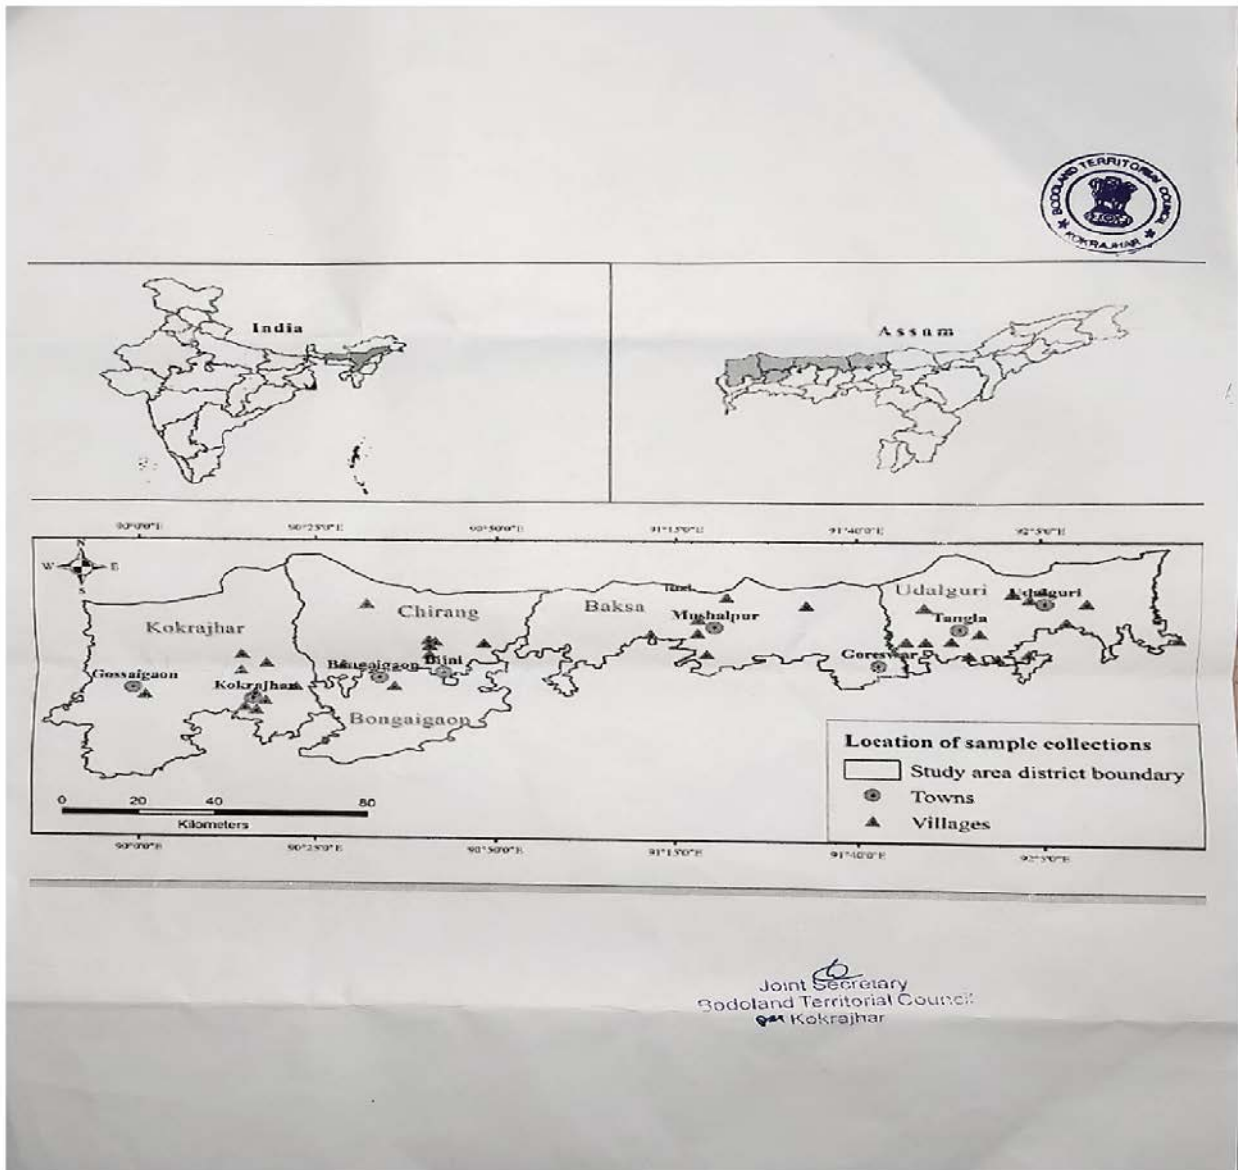 BODOLAND TERRITORIAL COUNCIL
★ KOKRAJHAR ★
India
Assam
90°0'0"E 90°25'0"E 90°50'0"E 91°15'0"E 91°40'0"E 92°5'0"E
N
W E
S
Kokrajhar
Gossaigaon
Kokrajhar
Chirang
Bongaigaon
Bijni
Bongaigaon
Baksa
Mushalpur
Udalguri
Udalguri
Tangla
Goreswar
Location of sample collections
Study area district boundary
Towns
Villages
0 20 40 80
Kilometers
90°0'0"E 90°25'0"E 90°50'0"E 91°15'0"E 91°40'0"E 92°5'0"E
Joint Secretary
Bodoland Territorial Council
Kokrajhar